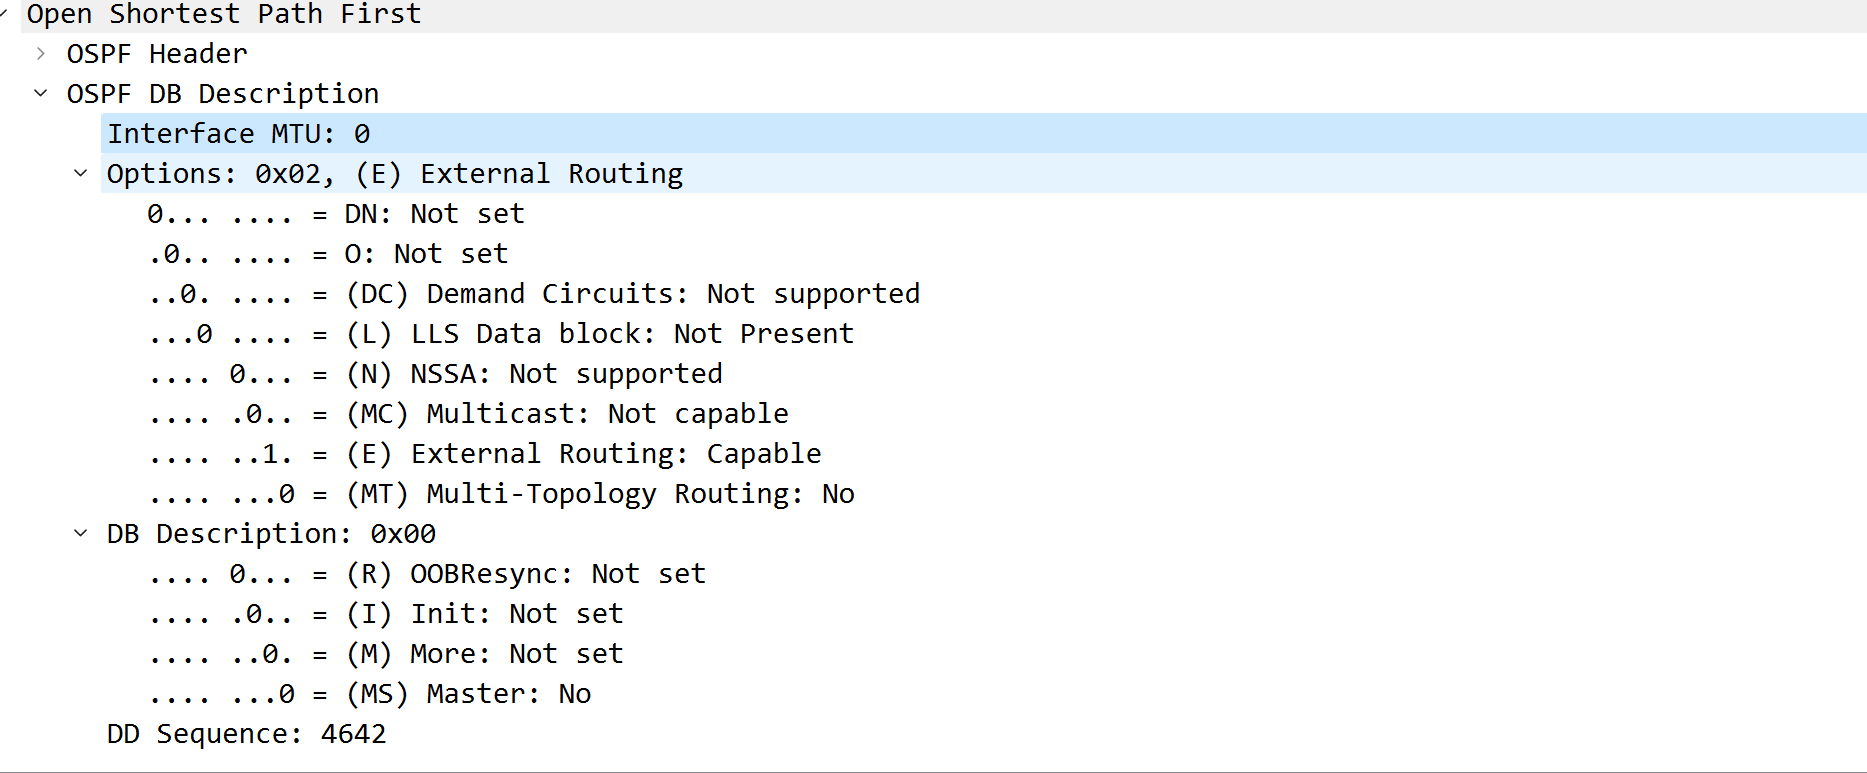 Open Shortest Path First
OSPF Header
OSPF DB Description
Interface MTU: 0
Options: 0x02, (E) External Routing
0... .... = DN: Not set
.0.. .... = O: Not set
..0. .... = (DC) Demand Circuits: Not supported
...0 .... = (L) LLS Data block: Not Present
.... 0... = (N) NSSA: Not supported
.... .0.. = (MC) Multicast: Not capable
.... ..1. = (E) External Routing: Capable
.... ...0 = (MT) Multi-Topology Routing: No
DB Description: 0x00
.... 0... = (R) OOBResync: Not set
.... .0.. = (I) Init: Not set
.... ..0. = (M) More: Not set
.... ...0 = (MS) Master: No
DD Sequence: 4642